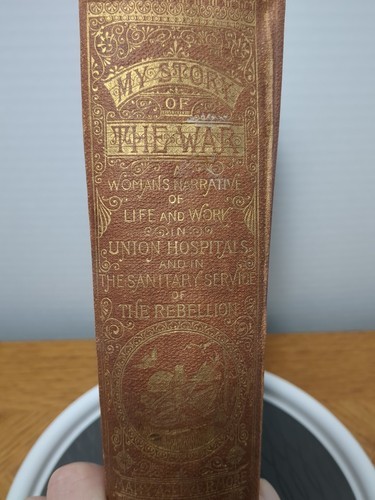 MY STORY
OF
THE WAR
A
WOMAN'S NARRATIVE
OF
LIFE AND WORK
IN
UNION HOSPITALS
AND IN
THE SANITARY SERVICE
OF
THE REBELLION